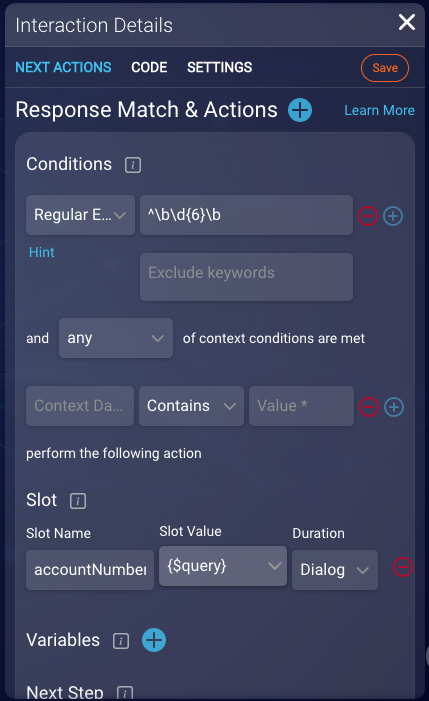 Interaction Details
NEXT ACTIONS CODE SETTINGS Save
Response Match & Actions Learn More
Conditions i
Regular E... ^\b\d{6}\b
Hint
Exclude keywords
and any of context conditions are met
Context Da... Contains Value *
perform the following action
Slot i
Slot Name Slot Value Duration
accountNumber {$query} Dialog
Variables i
Next Step i